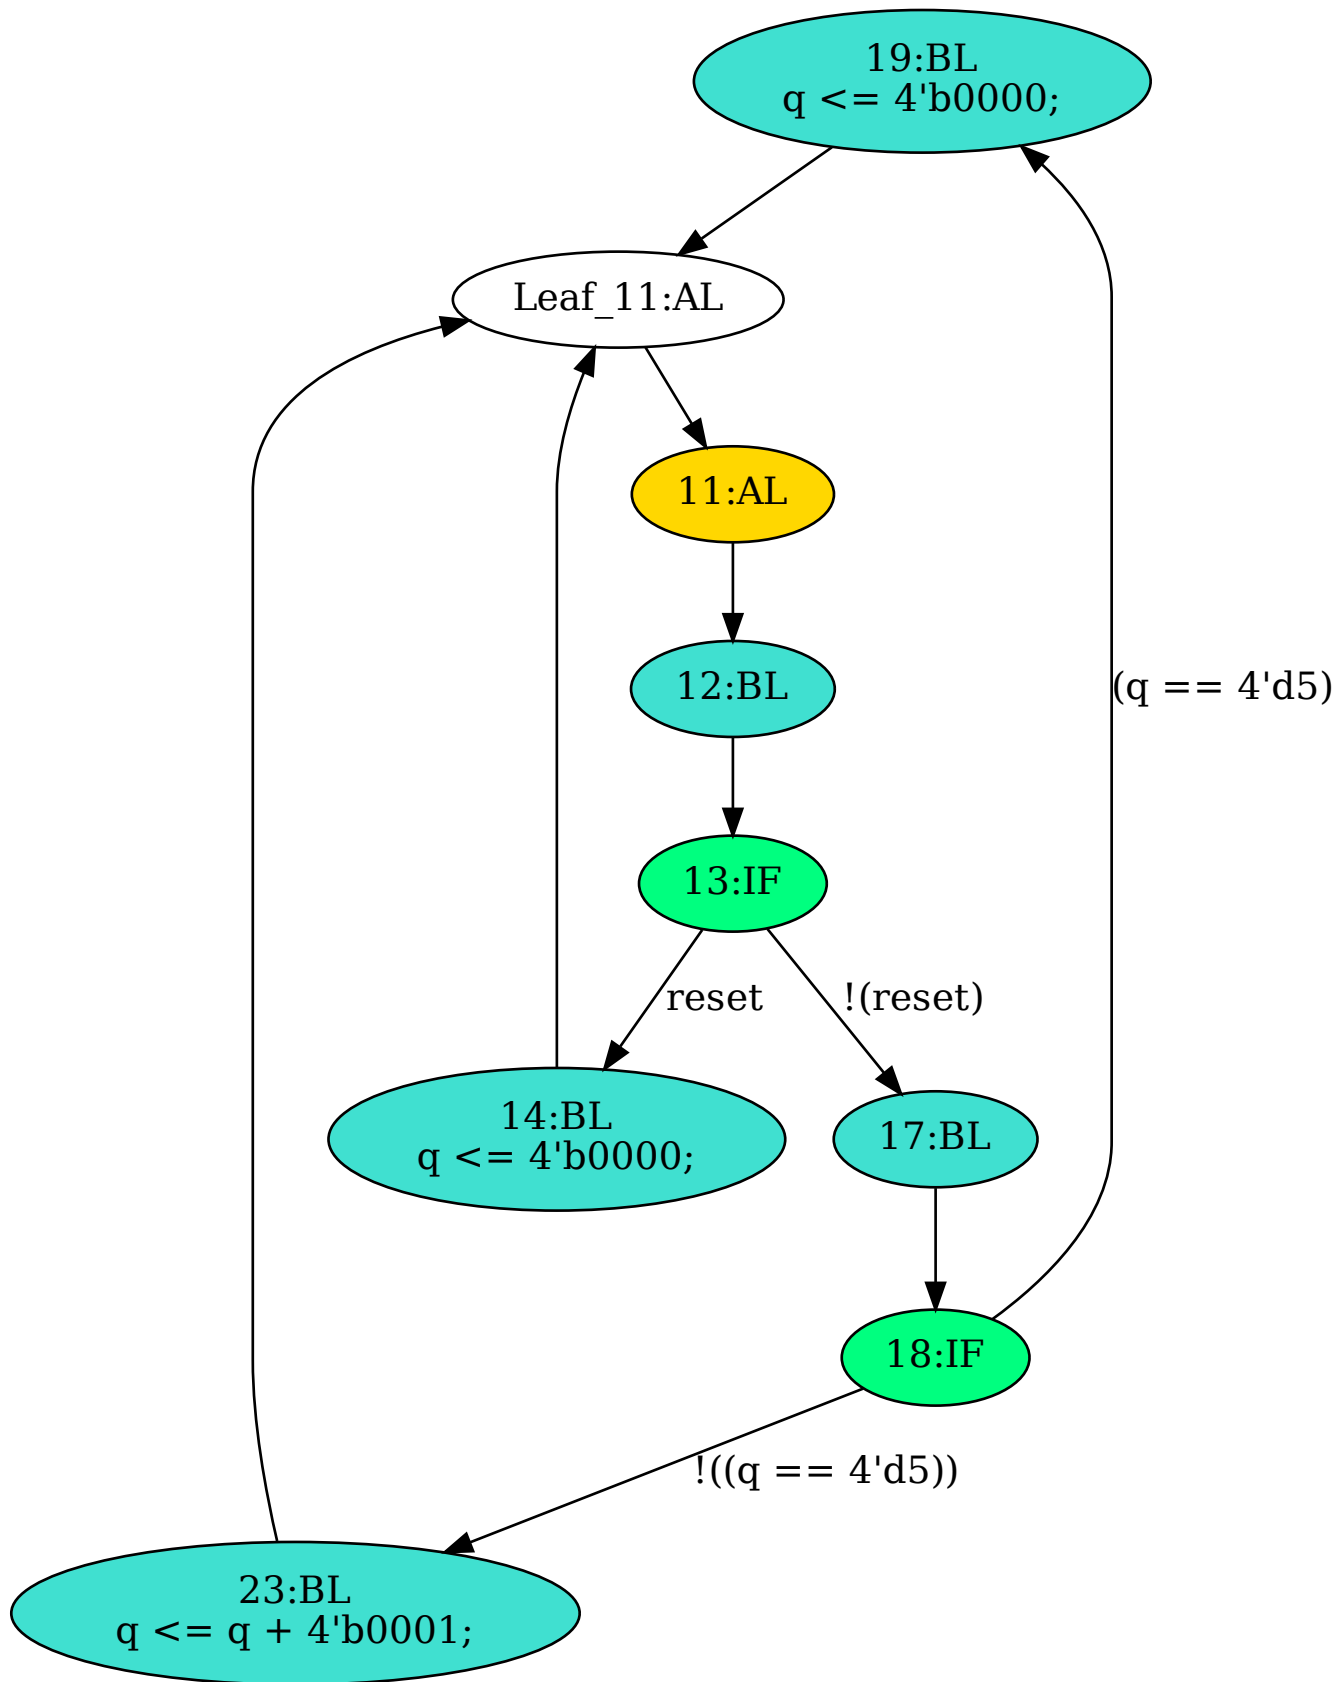 19:BL
q <= 4'b0000;
Leaf_11:AL
11:AL
12:BL
(q == 4'd5)
13:IF
reset
!(reset)
14:BL
q <= 4'b0000;
17:BL
18:IF
!((q == 4'd5))
23:BL
q <= q + 4'b0001;